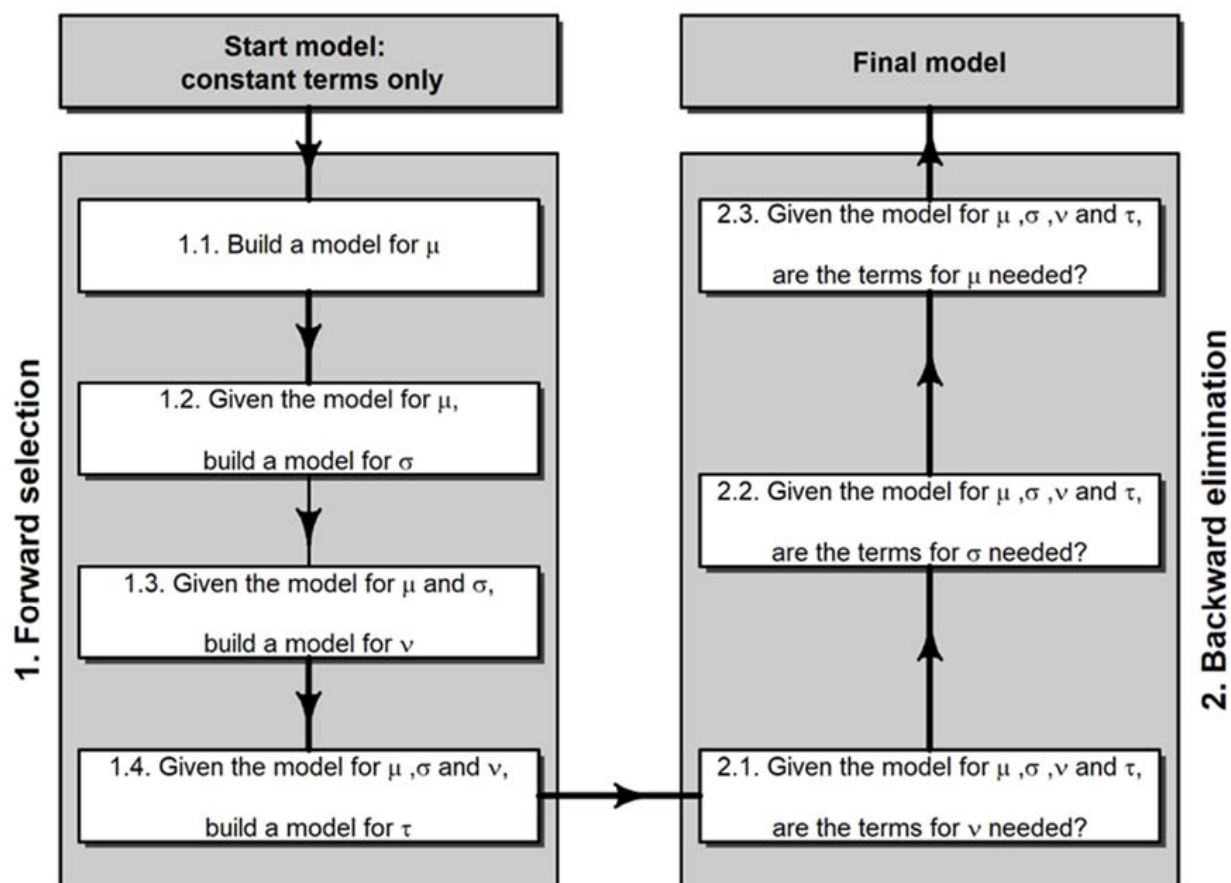 Start model:
constant terms only
1. Forward selection
1.1. Build a model for μ
1.2. Given the model for μ,
build a model for σ
1.3. Given the model for μ and σ,
build a model for ν
1.4. Given the model for μ ,σ and ν,
build a model for τ
Final model
2.3. Given the model for μ ,σ ,ν and τ,
are the terms for μ needed?
2.2. Given the model for μ ,σ ,ν and τ,
are the terms for σ needed?
2.1. Given the model for μ ,σ ,ν and τ,
are the terms for ν needed?
2. Backward elimination